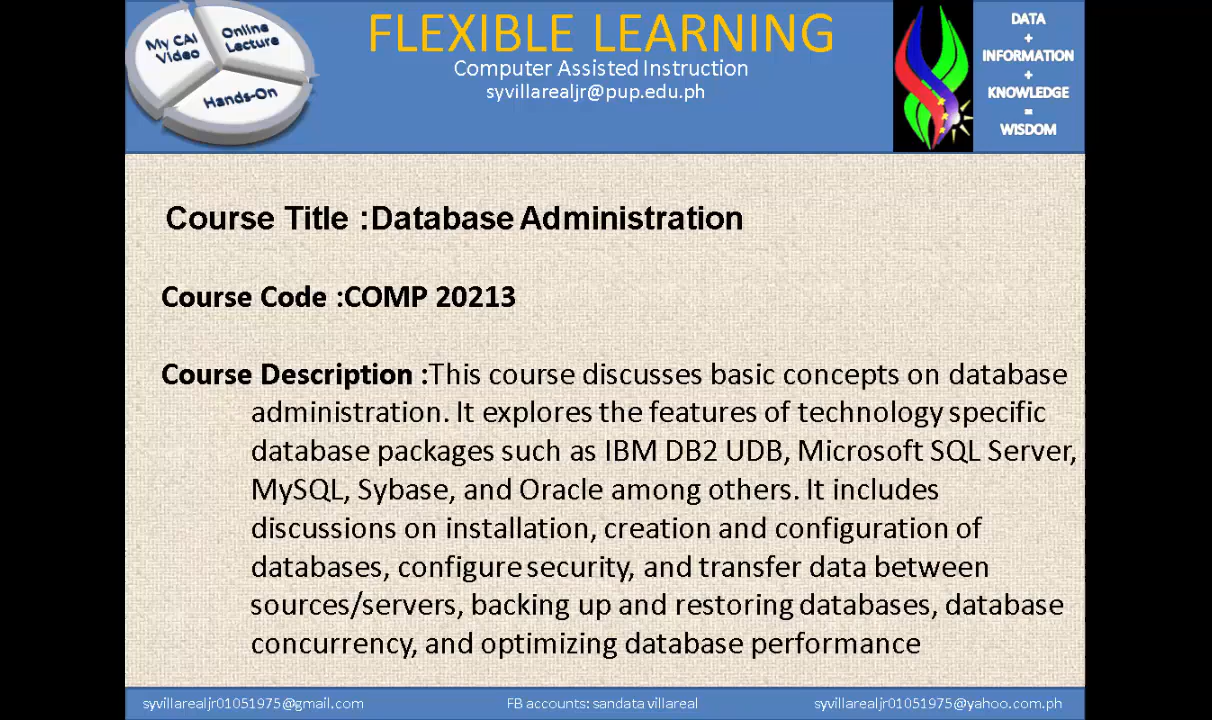 My CAI
Video
Online
Lecture
Hands-On
FLEXIBLE LEARNING
Computer Assisted Instruction
syvillarealjr@pup.edu.ph
DATA
+
INFORMATION
+
KNOWLEDGE
=
WISDOM
Course Title :Database Administration
Course Code :COMP 20213
Course Description :This course discusses basic concepts on database
administration. It explores the features of technology specific
database packages such as IBM DB2 UDB, Microsoft SQL Server,
MySQL, Sybase, and Oracle among others. It includes
discussions on installation, creation and configuration of
databases, configure security, and transfer data between
sources/servers, backing up and restoring databases, database
concurrency, and optimizing database performance
syvillarealjr01051975@gmail.com
FB accounts: sandata villareal
syvillarealjr01051975@yahoo.com.ph